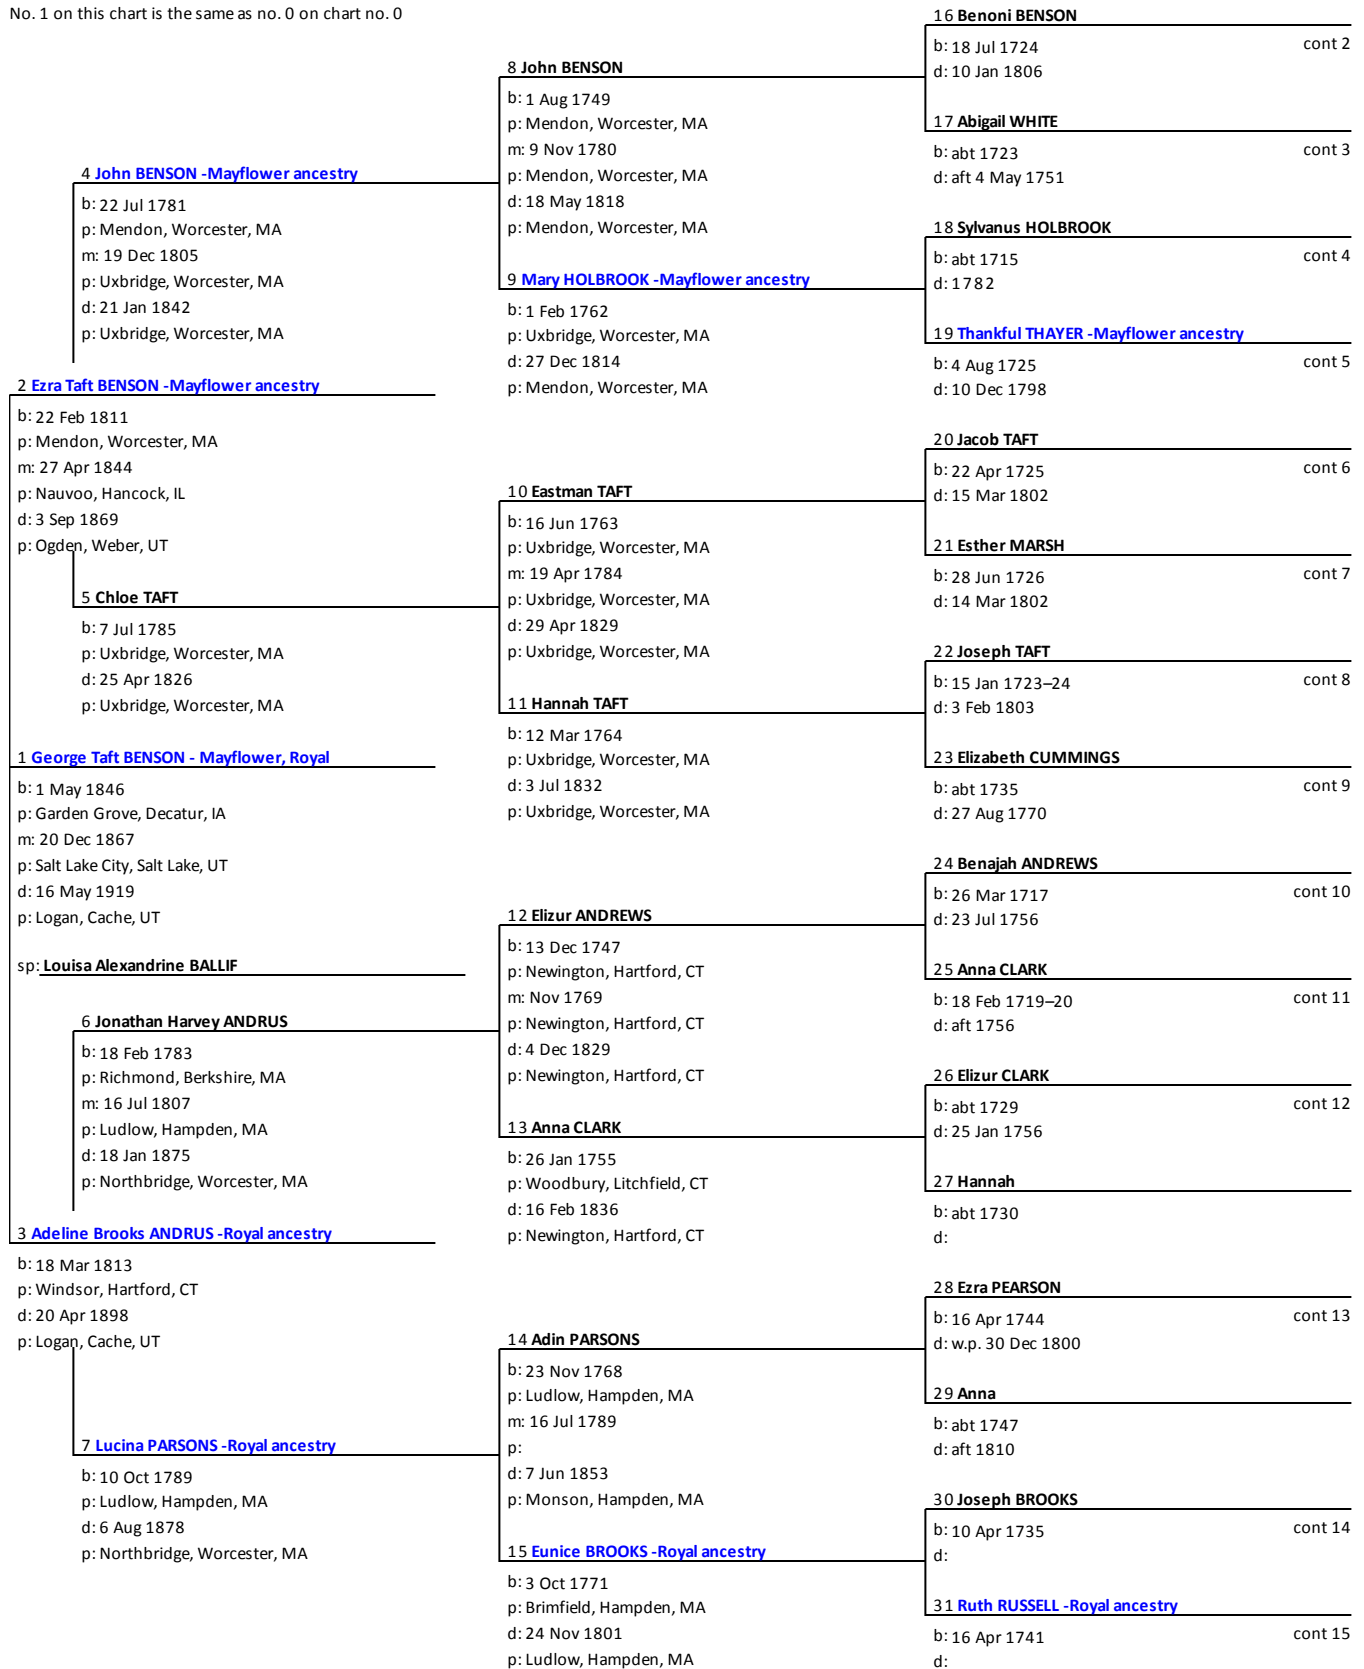 No. 1 on this chart is the same as no. 0 on chart no. 0
16 Benoni BENSON
b: 18 Jul 1724
cont 2
d: 10 Jan 1806
8 John BENSON
b: 1 Aug 1749
p: Mendon, Worcester, MA
m: 9 Nov 1780
p: Mendon, Worcester, MA
d: 18 May 1818
p: Mendon, Worcester, MA
17 Abigail WHITE
b: abt 1723
cont 3
d: aft 4 May 1751
4 John BENSON -Mayflower ancestry
b: 22 Jul 1781
p: Mendon, Worcester, MA
m: 19 Dec 1805
p: Uxbridge, Worcester, MA
d: 21 Jan 1842
p: Uxbridge, Worcester, MA
18 Sylvanus HOLBROOK
b: abt 1715
cont 4
d: 1782
9 Mary HOLBROOK -Mayflower ancestry
b: 1 Feb 1762
p: Uxbridge, Worcester, MA
d: 27 Dec 1814
p: Mendon, Worcester, MA
19 Thankful THAYER -Mayflower ancestry
b: 4 Aug 1725
cont 5
d: 10 Dec 1798
2 Ezra Taft BENSON -Mayflower ancestry
b: 22 Feb 1811
p: Mendon, Worcester, MA
m: 27 Apr 1844
p: Nauvoo, Hancock, IL
d: 3 Sep 1869
p: Ogden, Weber, UT
20 Jacob TAFT
b: 22 Apr 1725
cont 6
d: 15 Mar 1802
10 Eastman TAFT
b: 16 Jun 1763
p: Uxbridge, Worcester, MA
m: 19 Apr 1784
p: Uxbridge, Worcester, MA
d: 29 Apr 1829
p: Uxbridge, Worcester, MA
21 Esther MARSH
b: 28 Jun 1726
cont 7
d: 14 Mar 1802
5 Chloe TAFT
b: 7 Jul 1785
p: Uxbridge, Worcester, MA
d: 25 Apr 1826
p: Uxbridge, Worcester, MA
22 Joseph TAFT
b: 15 Jan 1723–24
cont 8
d: 3 Feb 1803
11 Hannah TAFT
b: 12 Mar 1764
p: Uxbridge, Worcester, MA
d: 3 Jul 1832
p: Uxbridge, Worcester, MA
23 Elizabeth CUMMINGS
b: abt 1735
cont 9
d: 27 Aug 1770
1 George Taft BENSON - Mayflower, Royal
b: 1 May 1846
p: Garden Grove, Decatur, IA
m: 20 Dec 1867
p: Salt Lake City, Salt Lake, UT
d: 16 May 1919
p: Logan, Cache, UT
sp: Louisa Alexandrine BALLIF
24 Benajah ANDREWS
b: 26 Mar 1717
cont 10
d: 23 Jul 1756
12 Elizur ANDREWS
b: 13 Dec 1747
p: Newington, Hartford, CT
m: Nov 1769
p: Newington, Hartford, CT
d: 4 Dec 1829
p: Newington, Hartford, CT
25 Anna CLARK
b: 18 Feb 1719–20
cont 11
d: aft 1756
6 Jonathan Harvey ANDRUS
b: 18 Feb 1783
p: Richmond, Berkshire, MA
m: 16 Jul 1807
p: Ludlow, Hampden, MA
d: 18 Jan 1875
p: Northbridge, Worcester, MA
26 Elizur CLARK
b: abt 1729
cont 12
d: 25 Jan 1756
13 Anna CLARK
b: 26 Jan 1755
p: Woodbury, Litchfield, CT
d: 16 Feb 1836
p: Newington, Hartford, CT
27 Hannah
b: abt 1730
d:
3 Adeline Brooks ANDRUS -Royal ancestry
b: 18 Mar 1813
p: Windsor, Hartford, CT
d: 20 Apr 1898
p: Logan, Cache, UT
28 Ezra PEARSON
b: 16 Apr 1744
cont 13
d: w.p. 30 Dec 1800
14 Adin PARSONS
b: 23 Nov 1768
p: Ludlow, Hampden, MA
m: 16 Jul 1789
p:
d: 7 Jun 1853
p: Monson, Hampden, MA
29 Anna
b: abt 1747
d: aft 1810
7 Lucina PARSONS -Royal ancestry
b: 10 Oct 1789
p: Ludlow, Hampden, MA
d: 6 Aug 1878
p: Northbridge, Worcester, MA
30 Joseph BROOKS
b: 10 Apr 1735
cont 14
d:
15 Eunice BROOKS -Royal ancestry
b: 3 Oct 1771
p: Brimfield, Hampden, MA
d: 24 Nov 1801
p: Ludlow, Hampden, MA
31 Ruth RUSSELL -Royal ancestry
b: 16 Apr 1741
cont 15
d: